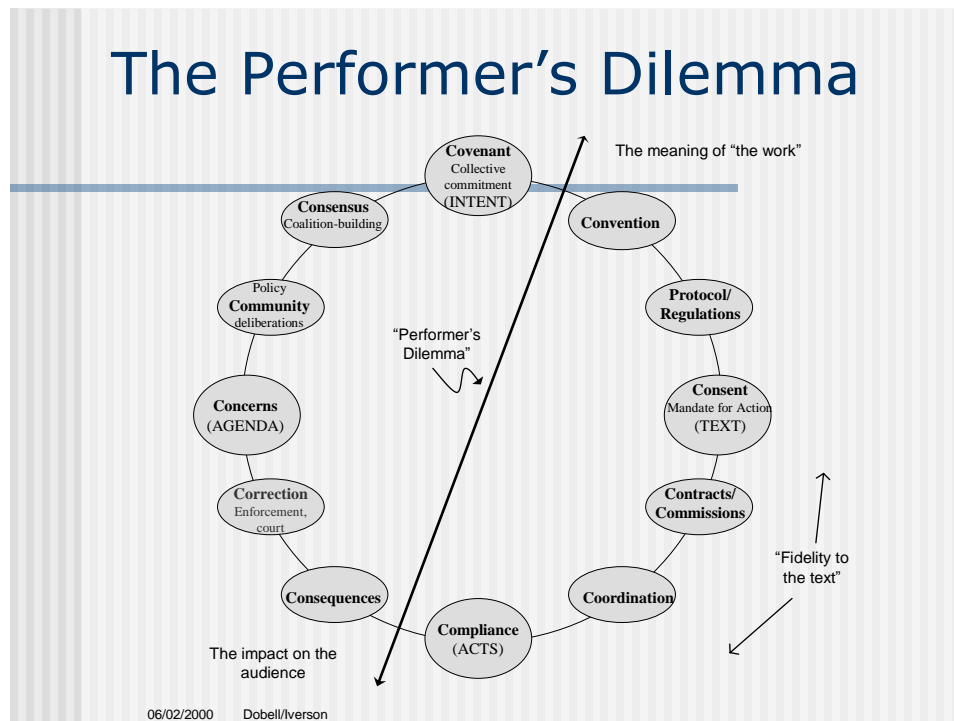 The Performer’s Dilemma
Covenant
Collective
commitment
(INTENT)
The meaning of “the work”
Consensus
Coalition-building
Convention
Policy
Community
deliberations
Protocol/
Regulations
“Performer’s
Dilemma”
Concerns
(AGENDA)
Consent
Mandate for Action
(TEXT)
Correction
Enforcement,
court
Contracts/
Commissions
“Fidelity to
the text”
Consequences
Coordination
Compliance
(ACTS)
The impact on the
audience
06/02/2000 Dobell/Iverson